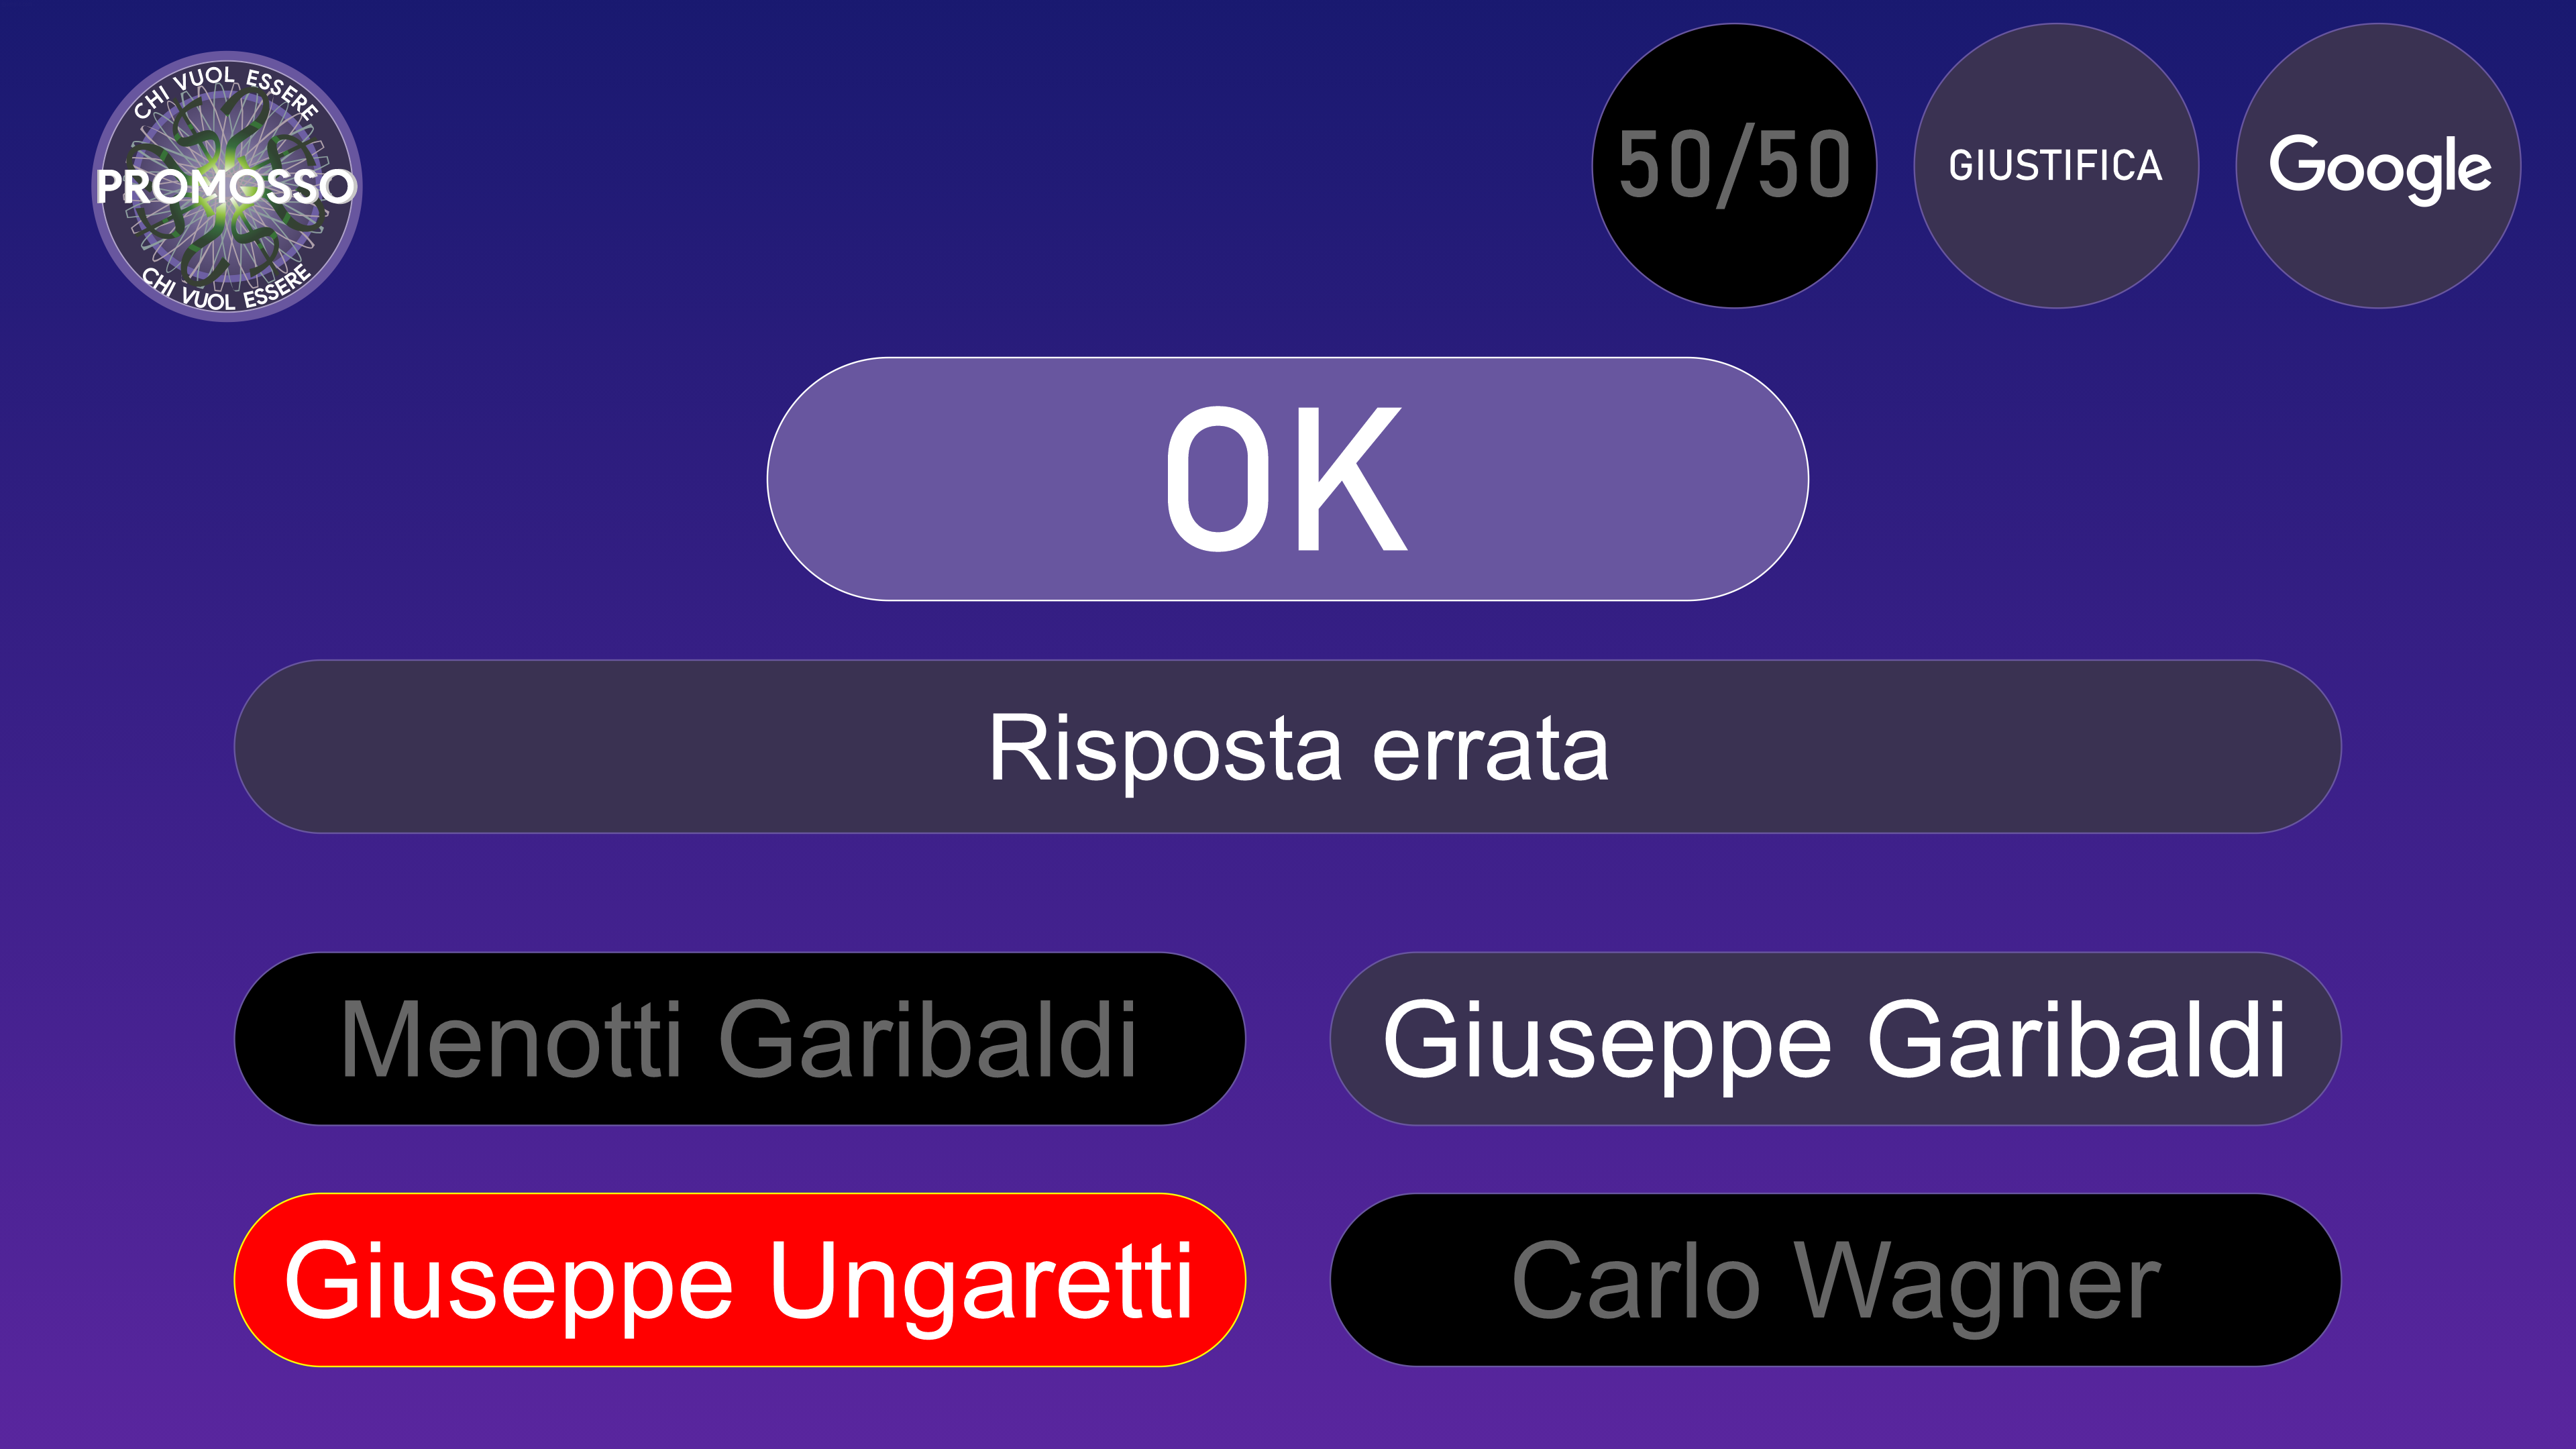 CHI VUOL ESSERE
PROMOSSO
CHI VUOL ESSERE
50/50
GIUSTIFICA
Google
OK
Risposta errata
Menotti Garibaldi
Giuseppe Garibaldi
Giuseppe Ungaretti
Carlo Wagner